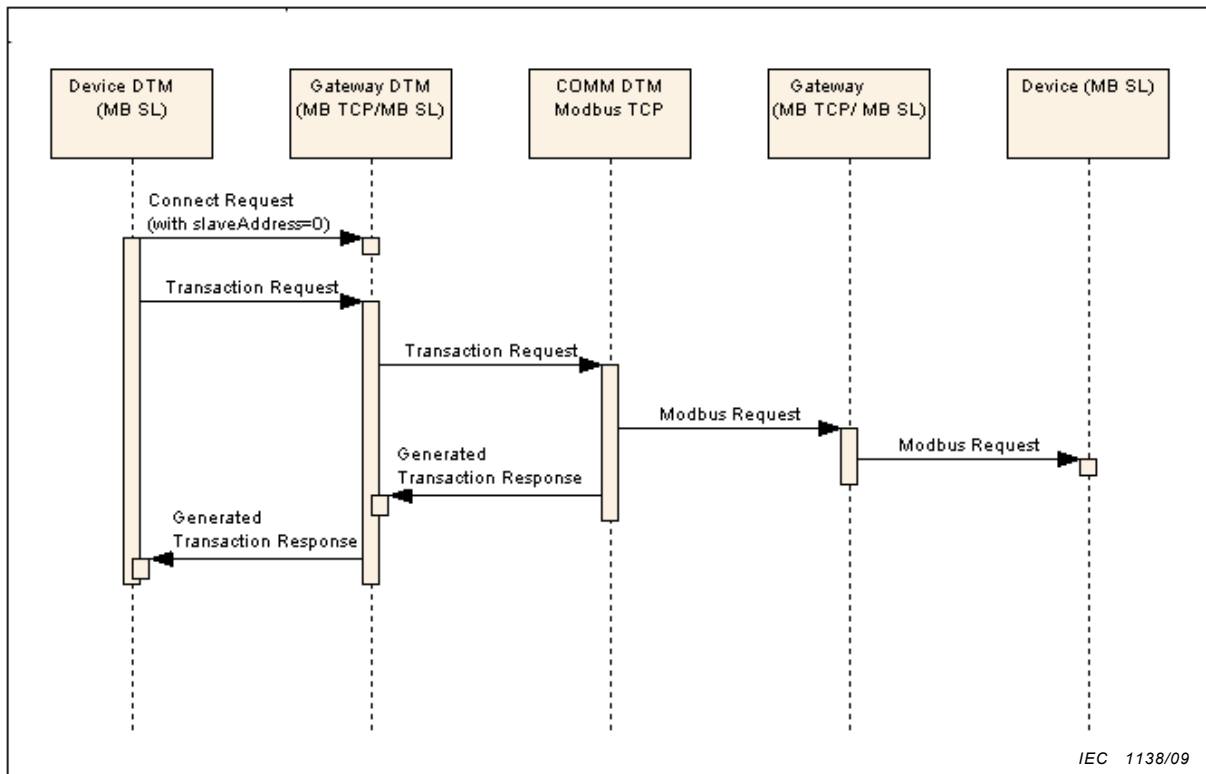 Device DTM
(MB SL)
Gateway DTM
(MB TCP/MB SL)
COMM DTM
Modbus TCP
Gateway
(MB TCP/ MB SL)
Device (MB SL)
Connect Request
(with slaveAddress=0)
Transaction Request
Transaction Request
Modbus Request
Modbus Request
Generated
Transaction Response
Generated
Transaction Response
IEC 1138/09